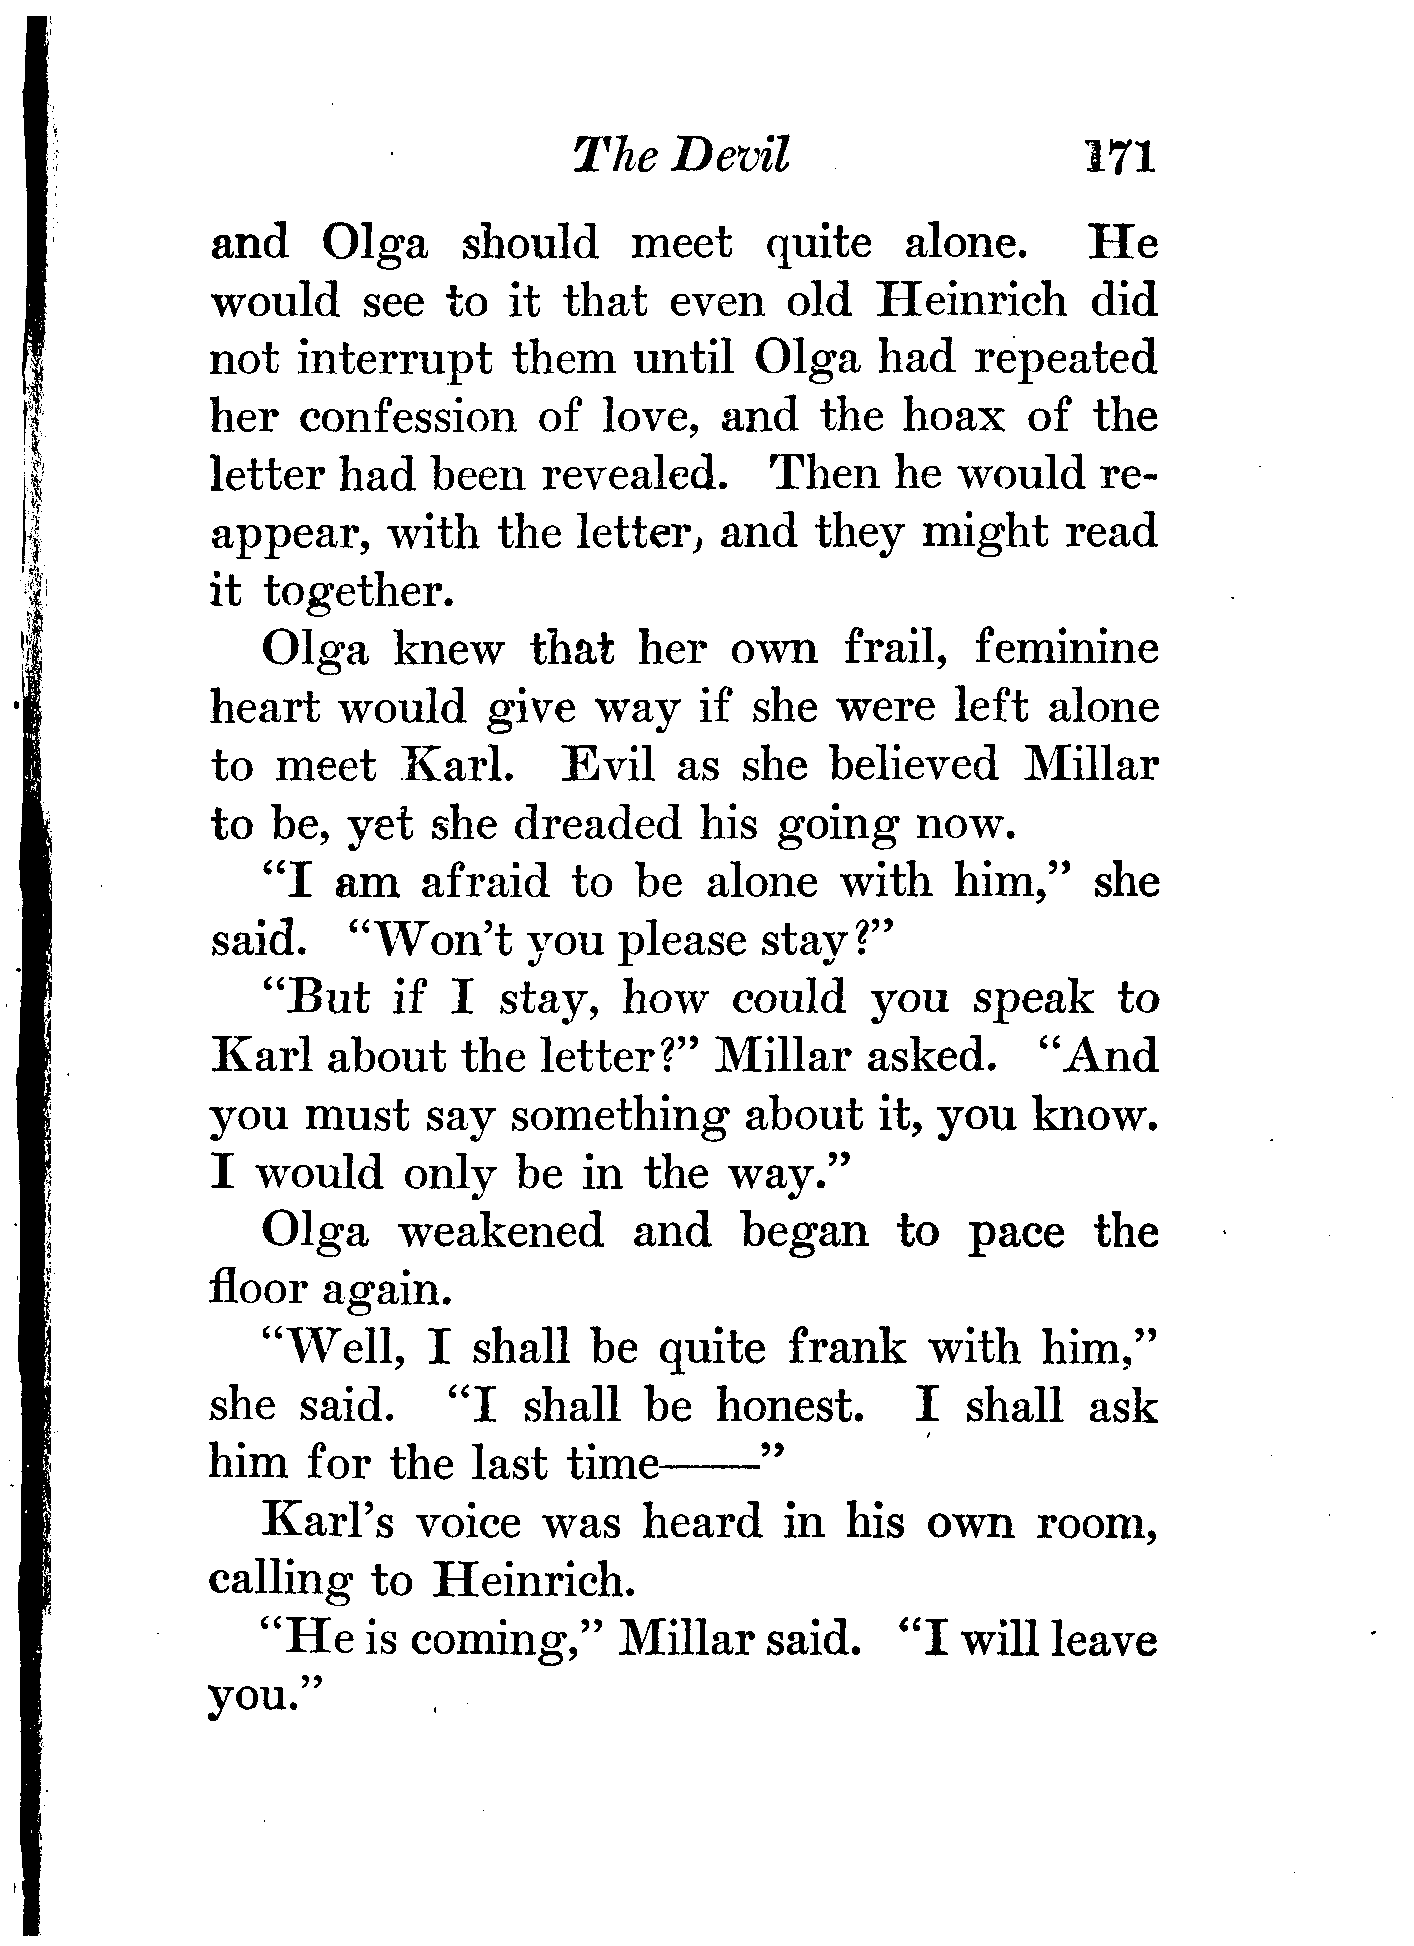 The Devil 171
and Olga should meet quite alone. He
would see to it that even old Heinrich did
not interrupt them until Olga had repeated
her confession of love, and the hoax of the
letter had been revealed. Then he would re-
appear, with the letter, and they might read
it together.
Olga knew that her own frail, feminine
heart would give way if she were left alone
to meet Karl. Evil as she believed Millar
to be, yet she dreaded his going now.
"I am afraid to be alone with him," she
said. "Won't you please stay?"
"But if I stay, how could you speak to
Karl about the letter?" Millar asked. "And
you must say something about it, you know.
I would only be in the way."
Olga weakened and began to pace the
floor again.
"Well, I shall be quite frank with him,"
she said. "I shall be honest. I shall ask
him for the last time——"
Karl's voice was heard in his own room,
calling to Heinrich.
"He is coming," Millar said. "I will leave
you."